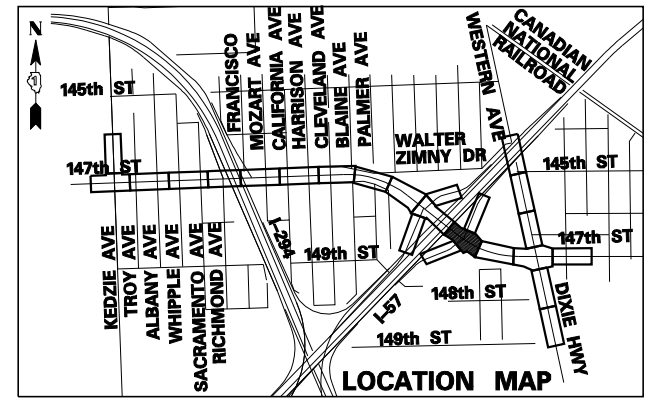 N
145th ST
147th ST
FRANCISCO
MOZART AVE
CALIFORNIA AVE
HARRISON AVE
CLEVELAND AVE
BLAINE AVE
PALMER AVE
WESTERN AVE
CANADIAN
NATIONAL
RAILROAD
WALTER
ZIMNY DR
145th ST
147th ST
KEDZIE AVE
TROY AVE
ALBANY AVE
WHIPPLE AVE
SACRAMENTO AVE
RICHMOND AVE
I-294
149th ST
I-57
148th ST
149th ST
DIXIE HWY
LOCATION MAP